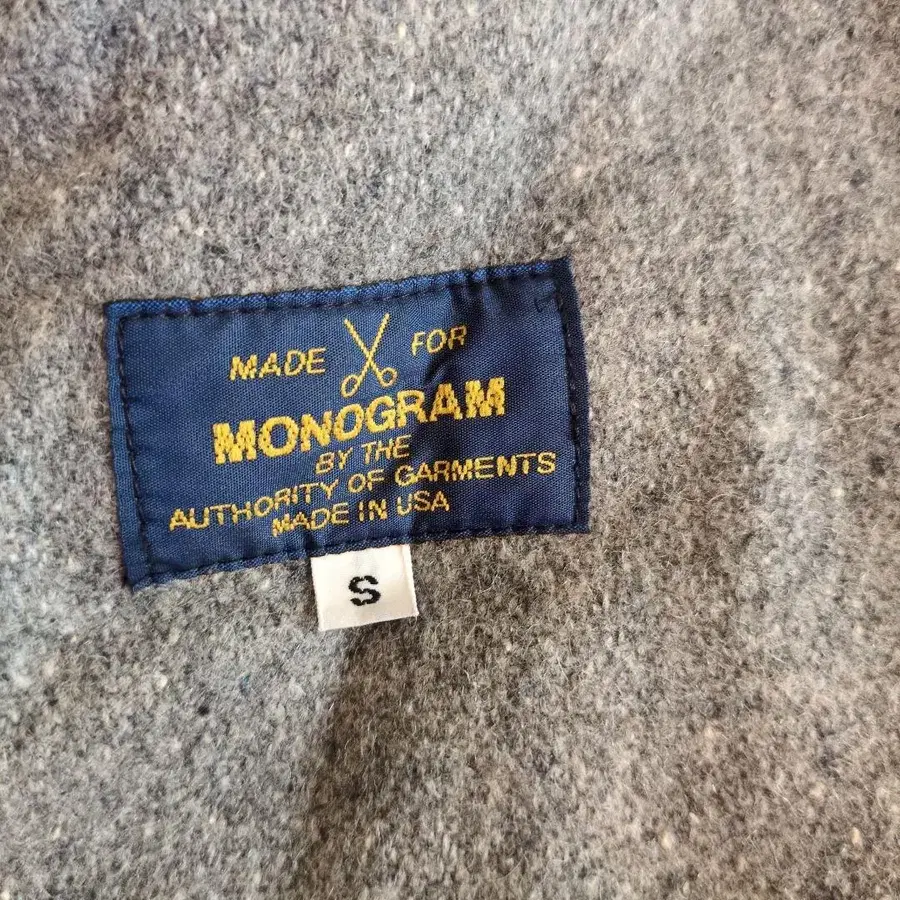 MADE FOR
MONOGRAM
BY THE
AUTHORITY OF GARMENTS
MADE IN USA
S